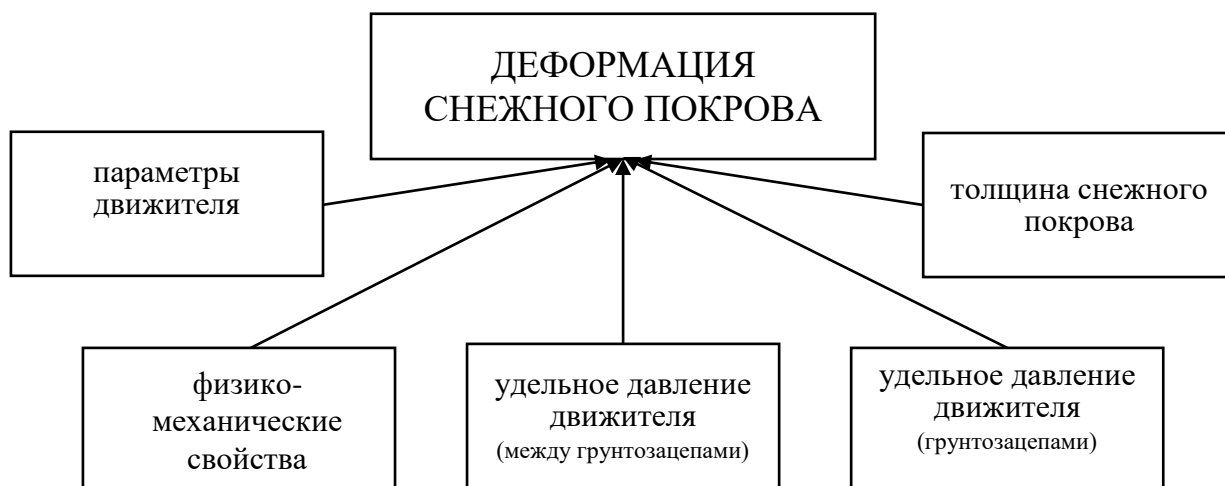 ДЕФОРМАЦИЯ
СНЕЖНОГО ПОКРОВА
параметры
движителя
толщина снежного
покрова
физико-
механические
свойства
удельное давление
движителя
(между грунтозацепами)
удельное давление
движителя
(грунтозацепами)